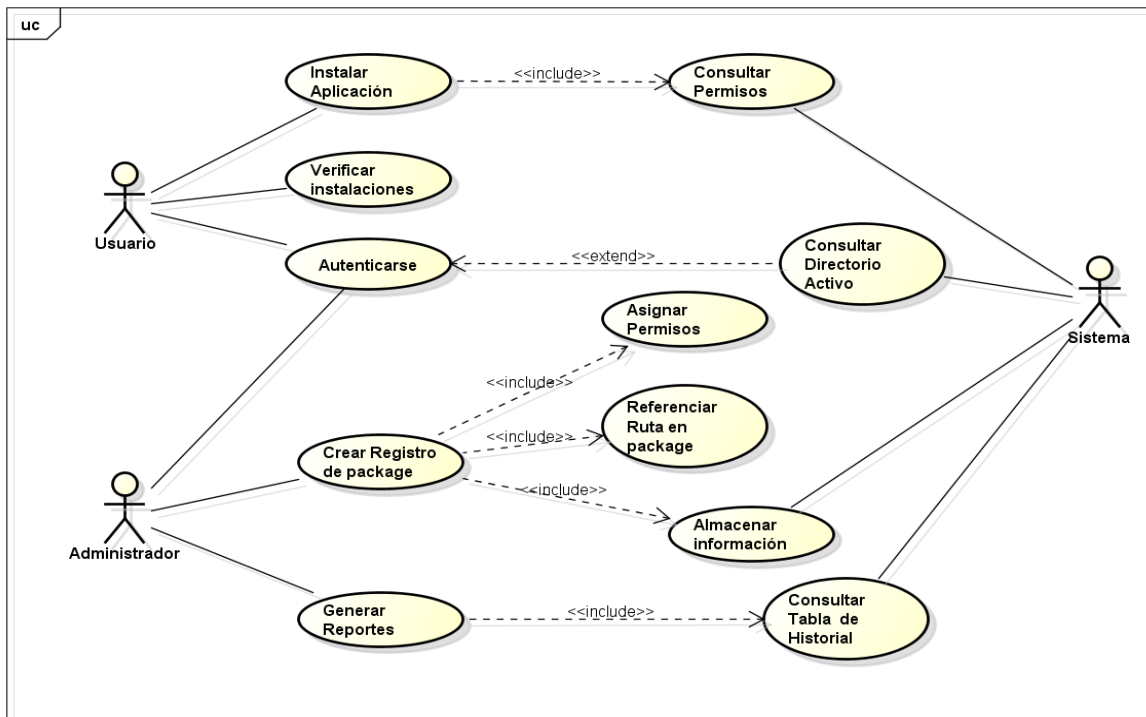 uc
Instalar
Aplicación
<<include>>
Consultar
Permisos
Verificar
instalaciones
Usuario
Autenticarse
<<extend>>
Consultar
Directorio
Activo
Sistema
Asignar
Permisos
<<include>>
Referenciar
Ruta en
package
<<include>>
Crear Registro
de package
<<include>>
Almacenar
información
Administrador
Generar
Reportes
<<include>>
Consultar
Tabla de
Historial